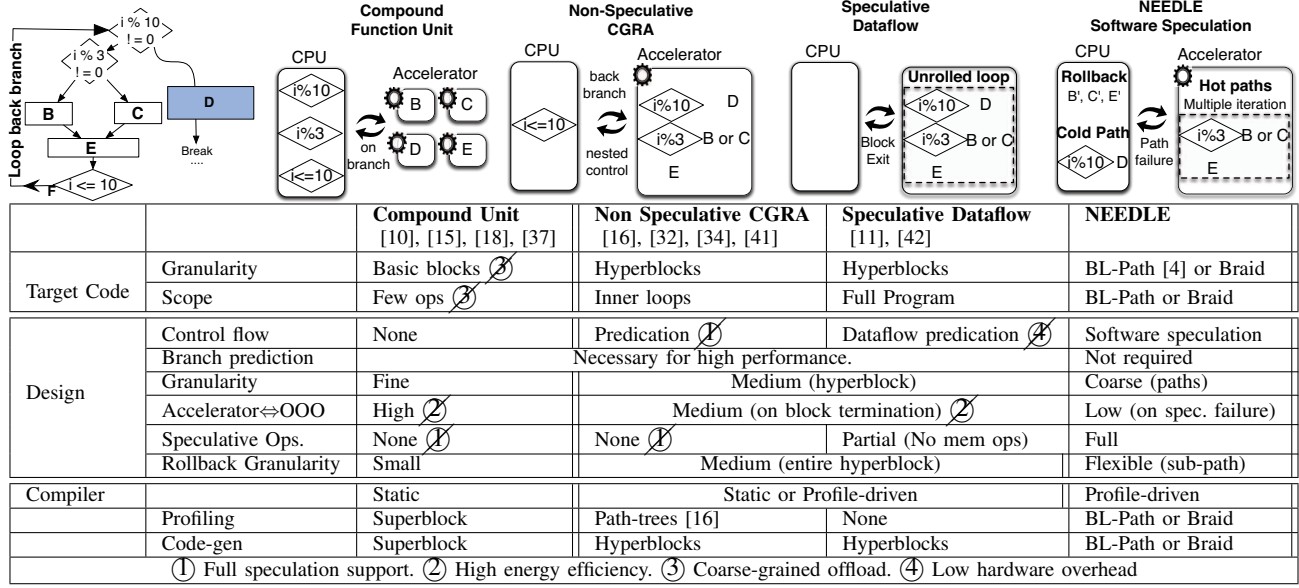 Loop back branch
i % 10
! = 0
i % 3
! = 0
B
C
D
E
Break
....
F
i <= 10
Compound
Function Unit
CPU
i%10
i%3
i<=10
on
branch
Accelerator
B
C
D
E
Non-Speculative
CGRA
CPU
i<=10
back
branch
nested
control
Accelerator
i%10
D
i%3
B or C
E
Speculative
Dataflow
CPU
Block
Exit
Unrolled loop
i%10
D
i%3
B or C
E
NEEDLE
Software Speculation
CPU
Rollback
B', C', E'
Cold Path
i%10
D
Path
failure
Accelerator
Hot paths
Multiple iteration
i%3
B or C
E
Compound Unit Non Speculative CGRA Speculative Dataflow NEEDLE
[10], [15], [18], [37] [16], [32], [34], [41] [11], [42]
Target Code
Granularity Basic blocks ③ Hyperblocks Hyperblocks BL-Path [4] or Braid
Scope Few ops ③ Inner loops Full Program BL-Path or Braid
Design
Control flow None Predication ① Dataflow predication ④ Software speculation
Branch prediction Necessary for high performance. Not required
Granularity Fine Medium (hyperblock) Coarse (paths)
Accelerator⇔OOO High ② Medium (on block termination) ② Low (on spec. failure)
Speculative Ops. None ① None ① Partial (No mem ops) Full
Rollback Granularity Small Medium (entire hyperblock) Flexible (sub-path)
Compiler Static Static or Profile-driven Profile-driven
Profiling Superblock Path-trees [16] None BL-Path or Braid
Code-gen Superblock Hyperblocks Hyperblocks BL-Path or Braid
① Full speculation support. ② High energy efficiency. ③ Coarse-grained offload. ④ Low hardware overhead